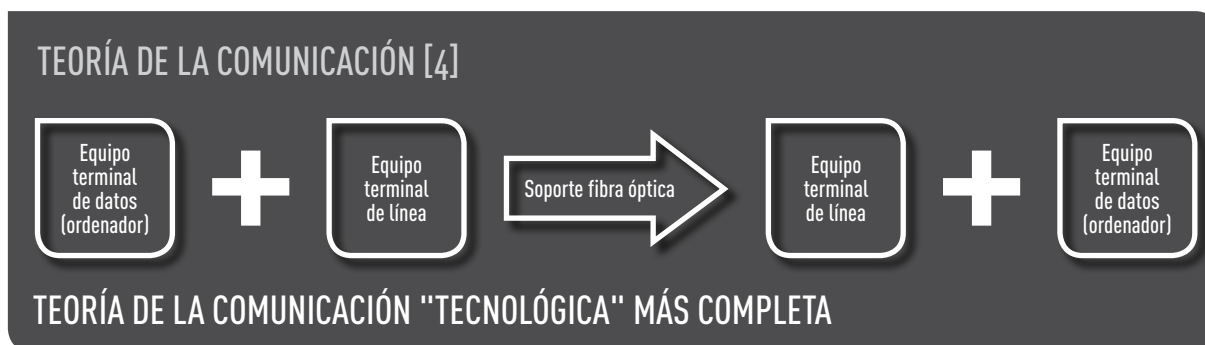 TEORÍA DE LA COMUNICACIÓN [4]
Equipo
terminal
de datos
(ordenador)
Equipo
terminal
de línea
Soporte fibra óptica
Equipo
terminal
de línea
Equipo
terminal
de datos
(ordenador)
TEORÍA DE LA COMUNICACIÓN "TECNOLÓGICA" MÁS COMPLETA